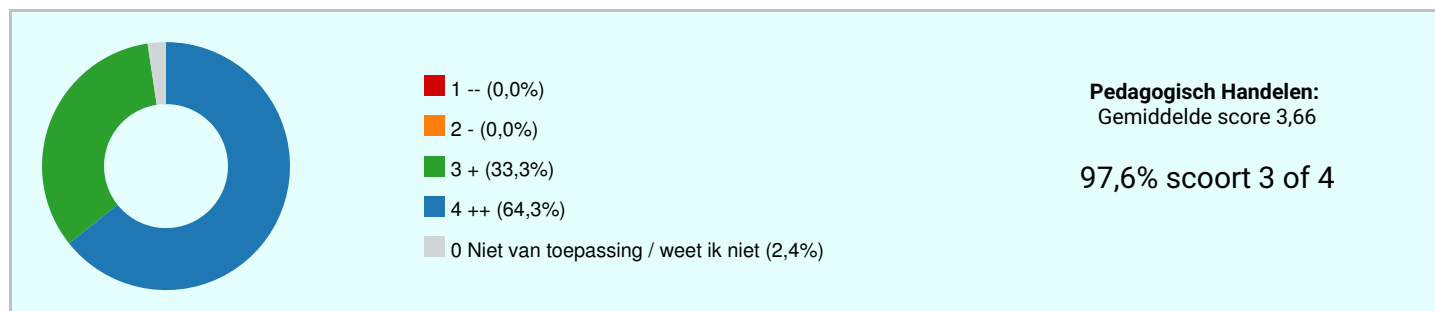 1 -- (0,0%)
2 - (0,0%)
3 + (33,3%)
4 ++ (64,3%)
0 Niet van toepassing / weet ik niet (2,4%)
Pedagogisch Handelen:
Gemiddelde score 3,66
97,6% scoort 3 of 4